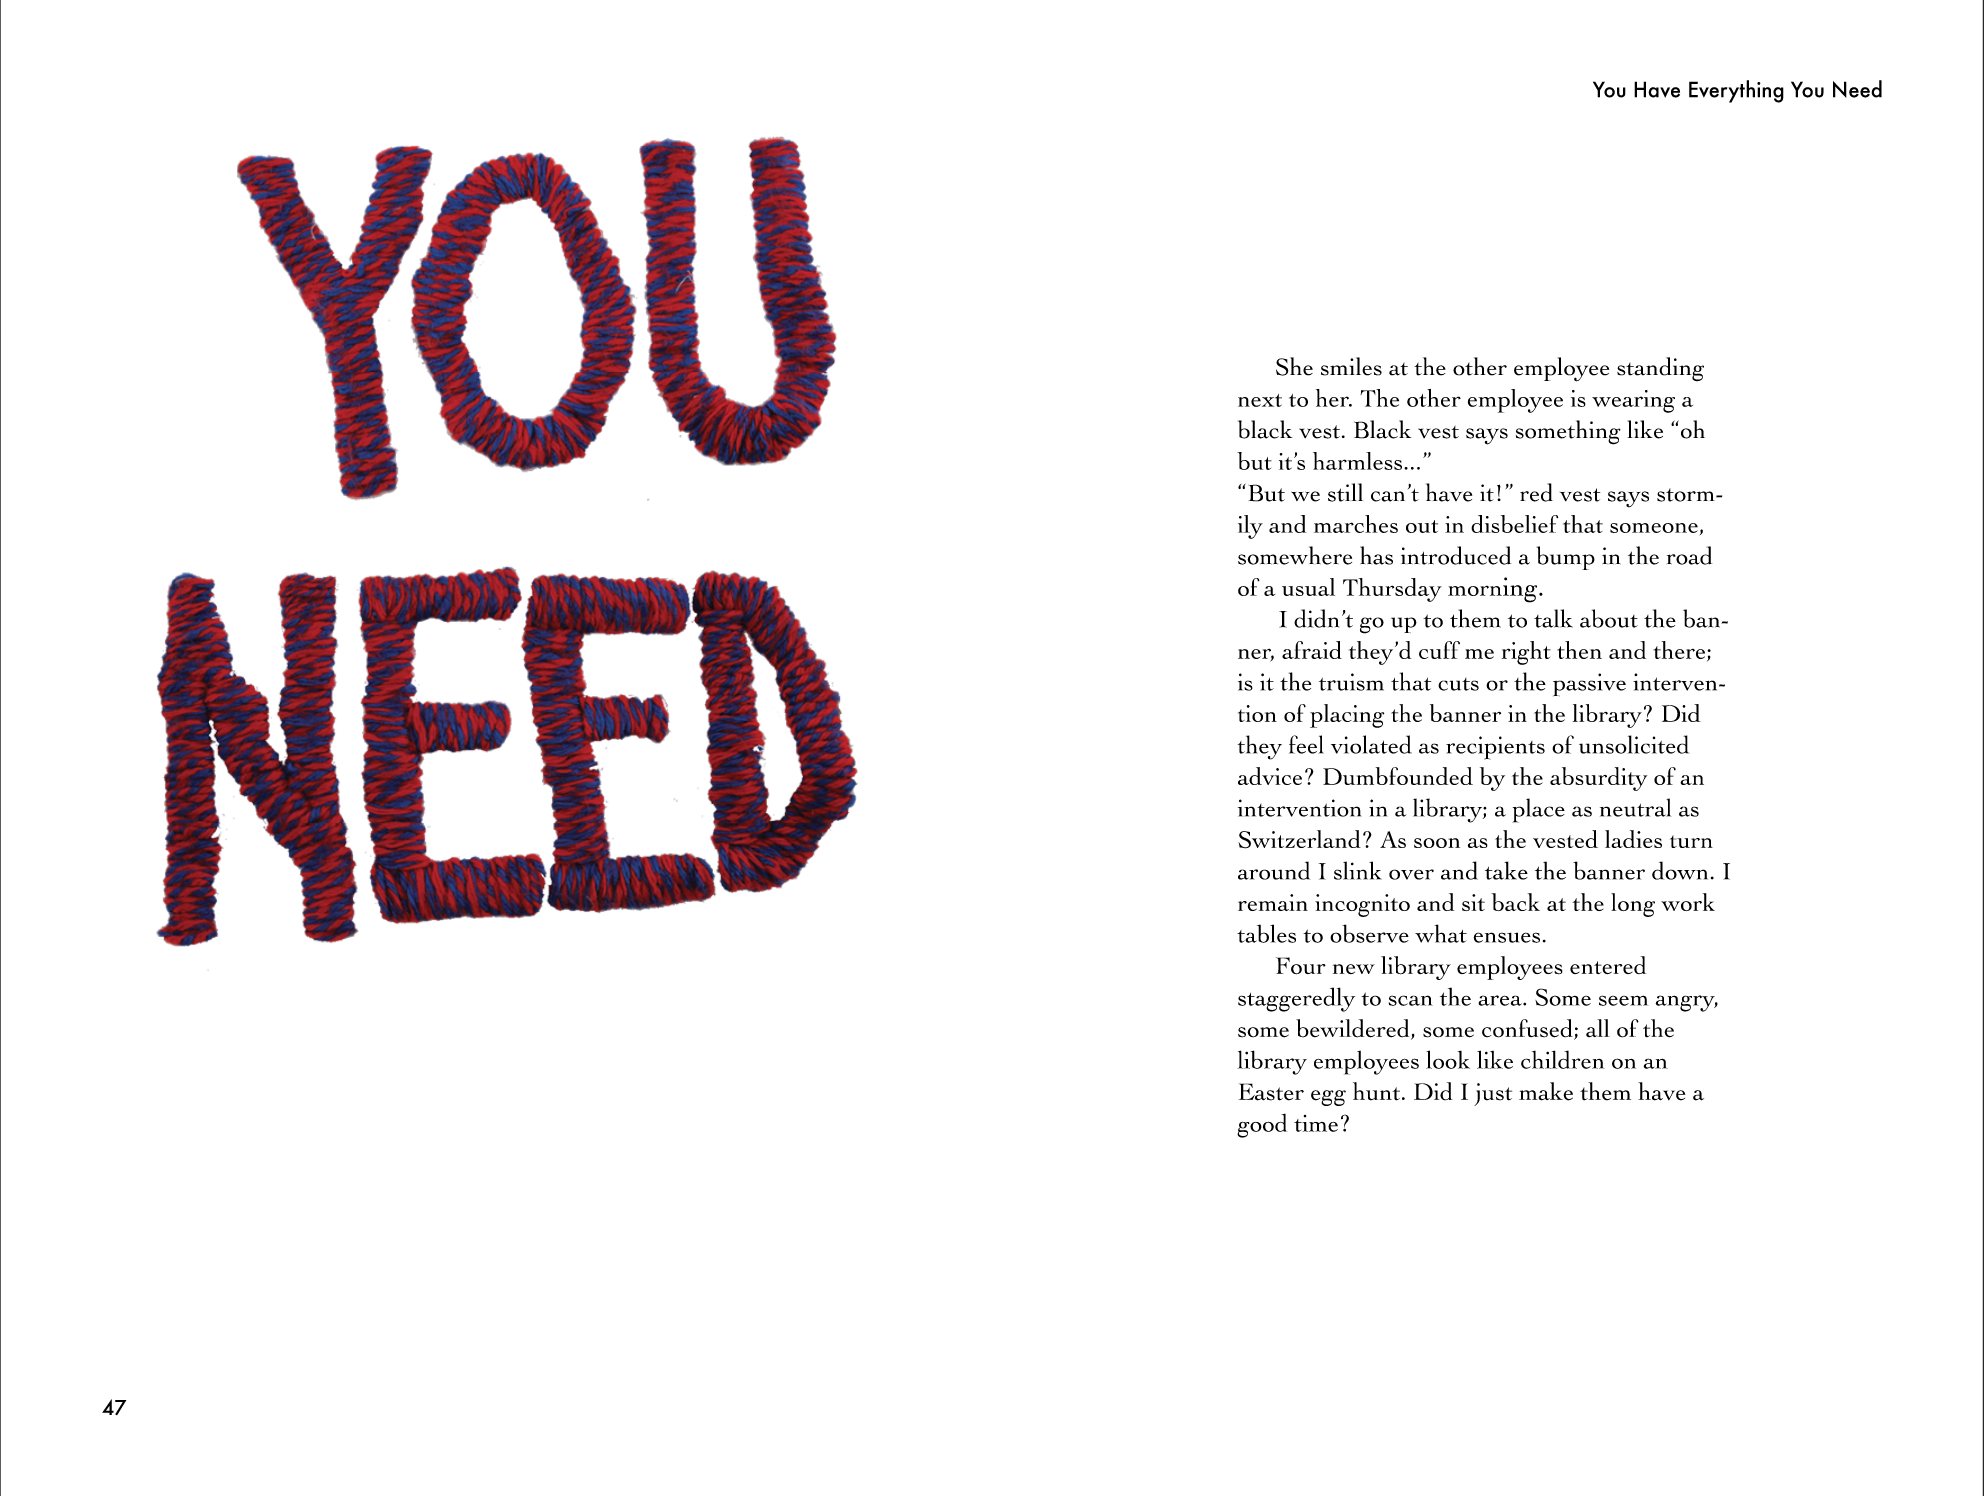 YOU
NEED
47
You Have Everything You Need
She smiles at the other employee standing
next to her. The other employee is wearing a
black vest. Black vest says something like “oh
but it’s harmless...”
“But we still can’t have it!” red vest says storm-
ily and marches out in disbelief that someone,
somewhere has introduced a bump in the road
of a usual Thursday morning.
I didn’t go up to them to talk about the ban-
ner, afraid they’d cuff me right then and there;
is it the truism that cuts or the passive interven-
tion of placing the banner in the library? Did
they feel violated as recipients of unsolicited
advice? Dumbfounded by the absurdity of an
intervention in a library; a place as neutral as
Switzerland? As soon as the vested ladies turn
around I slink over and take the banner down. I
remain incognito and sit back at the long work
tables to observe what ensues.
Four new library employees entered
staggeredly to scan the area. Some seem angry,
some bewildered, some confused; all of the
library employees look like children on an
Easter egg hunt. Did I just make them have a
good time?